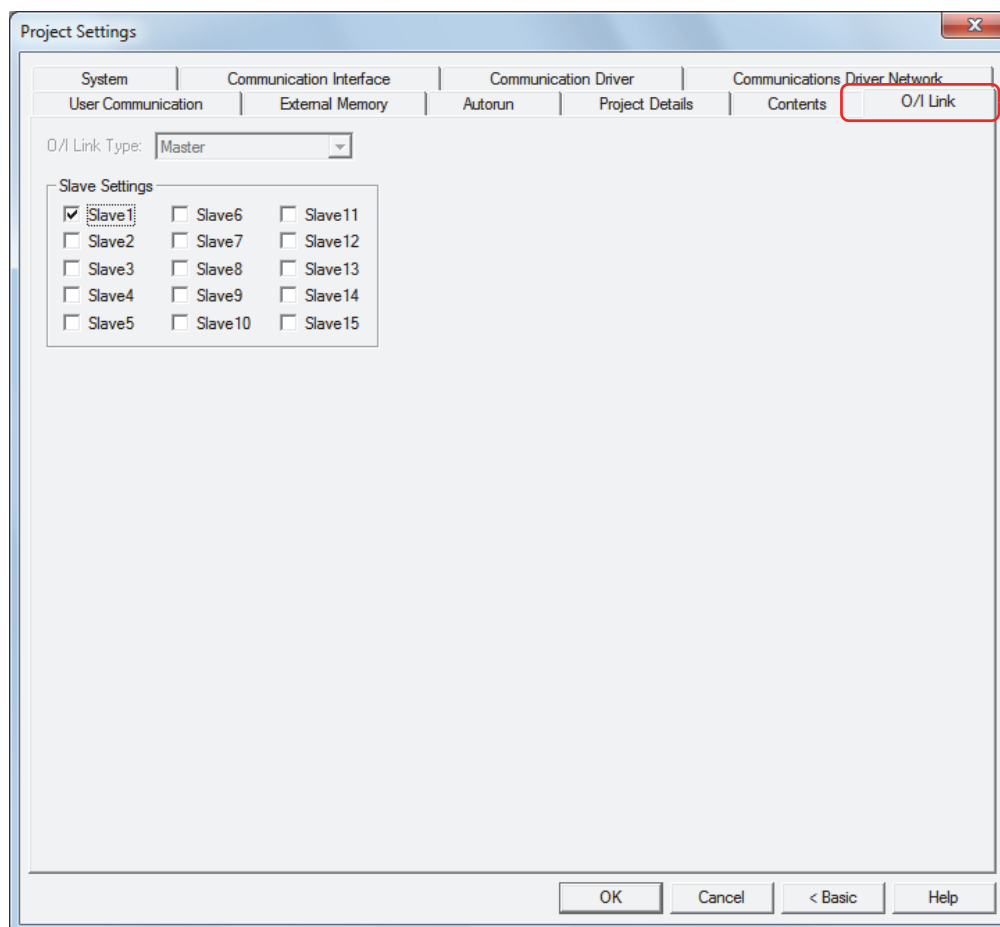 Project Settings
System Communication Interface Communication Driver Communications Driver Network
User Communication External Memory Autorun Project Details Contents O/I Link
O/I Link Type: Master
Slave Settings
Slave1 Slave6 Slave11
Slave2 Slave7 Slave12
Slave3 Slave8 Slave13
Slave4 Slave9 Slave14
Slave5 Slave10 Slave15
OK Cancel < Basic Help